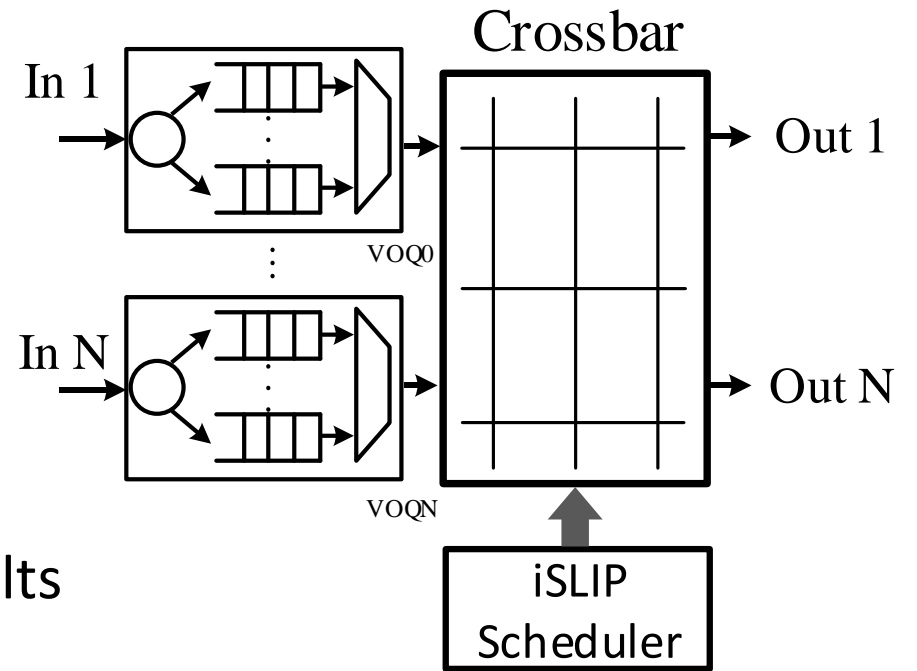 Crossbar
In 1
Out 1
VOQ0
In N
Out N
VOQN
lts
iSLIP
Scheduler